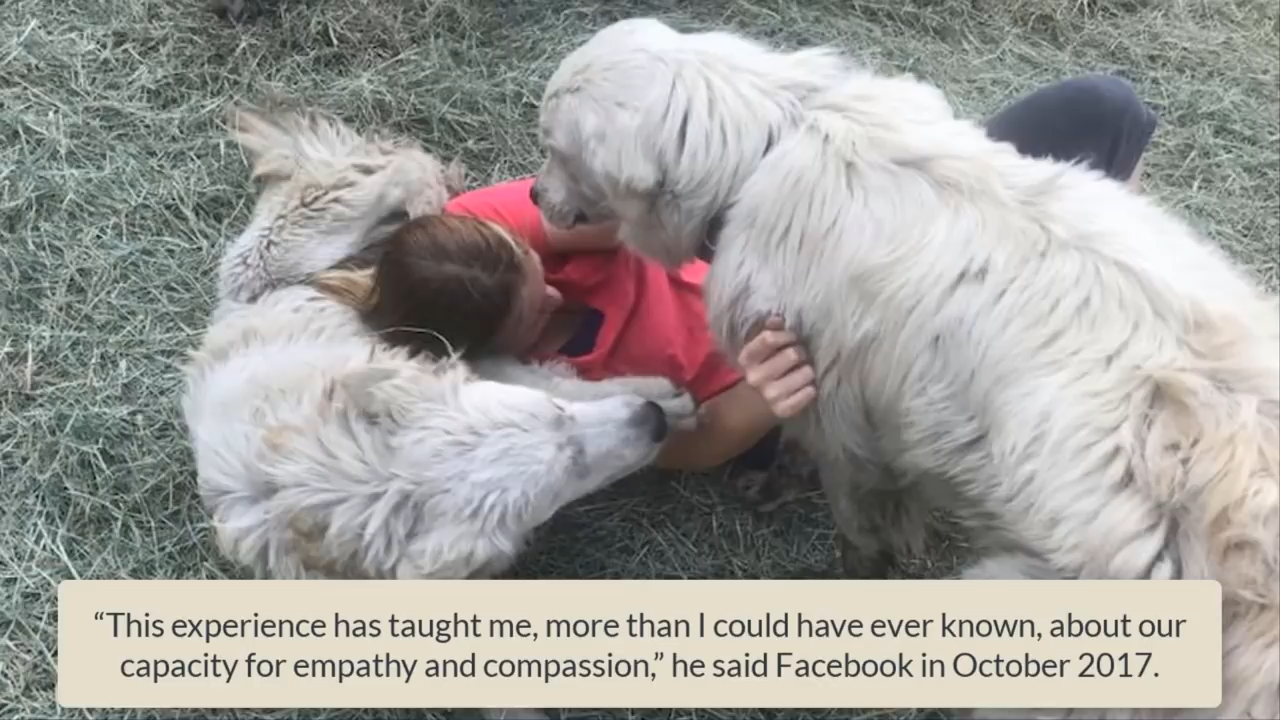 “This experience has taught me, more than I could have ever known, about our
capacity for empathy and compassion,” he said Facebook in October 2017.